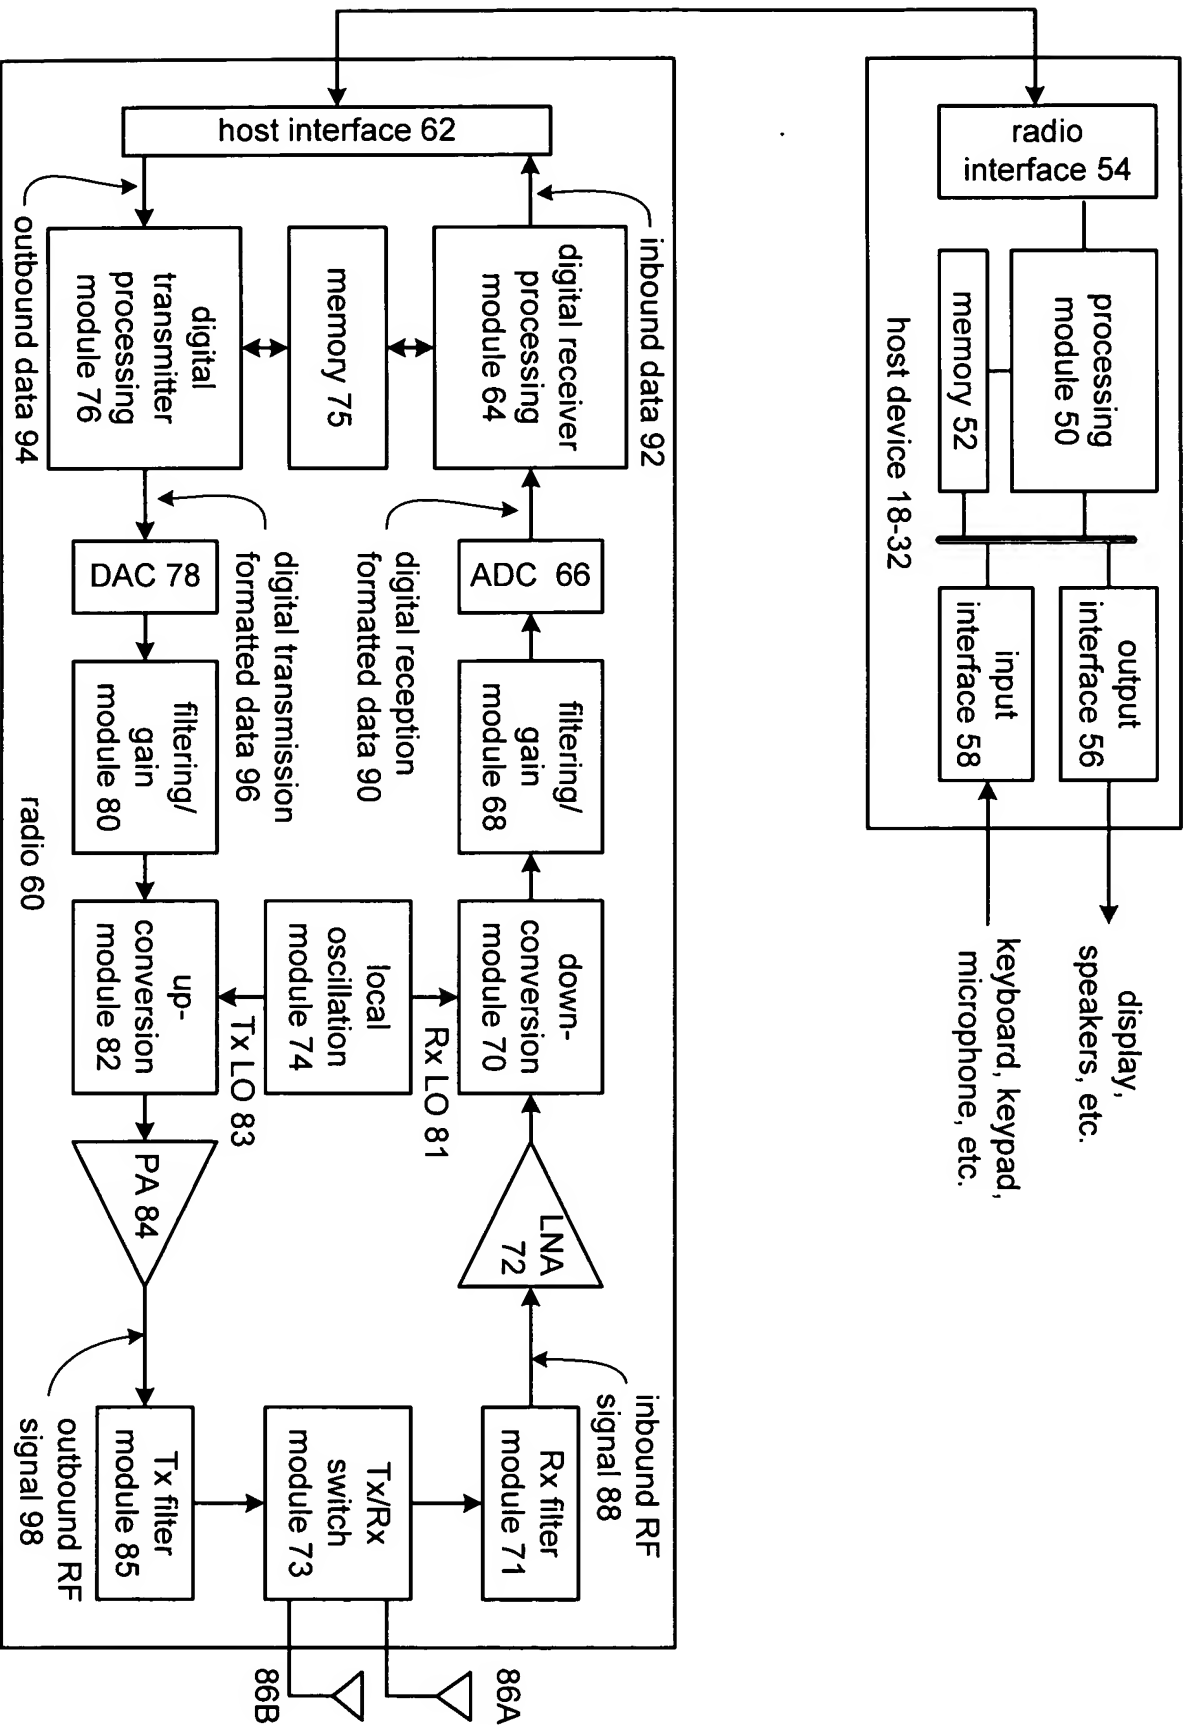 radio
interface 54
processing
module 50
memory 52
host device 18-32
output
interface 56
input
interface 58
display,
speakers, etc.
keyboard, keypad,
microphone, etc.
host interface 62
inbound data 92
outbound data 94
digital receiver
processing
module 64
memory 75
digital
transmitter
processing
module 76
digital reception
formatted data 90
digital transmission
formatted data 96
ADC 66
DAC 78
filtering/
gain
module 68
filtering/
gain
module 80
radio 60
down-
conversion
module 70
local
oscillation
module 74
up-
conversion
module 82
Rx LO 81
Tx LO 83
LNA
72
PA 84
inbound RF
signal 88
outbound RF
signal 98
Rx filter
module 71
Tx/Rx
switch
module 73
Tx filter
module 85
86A
86B